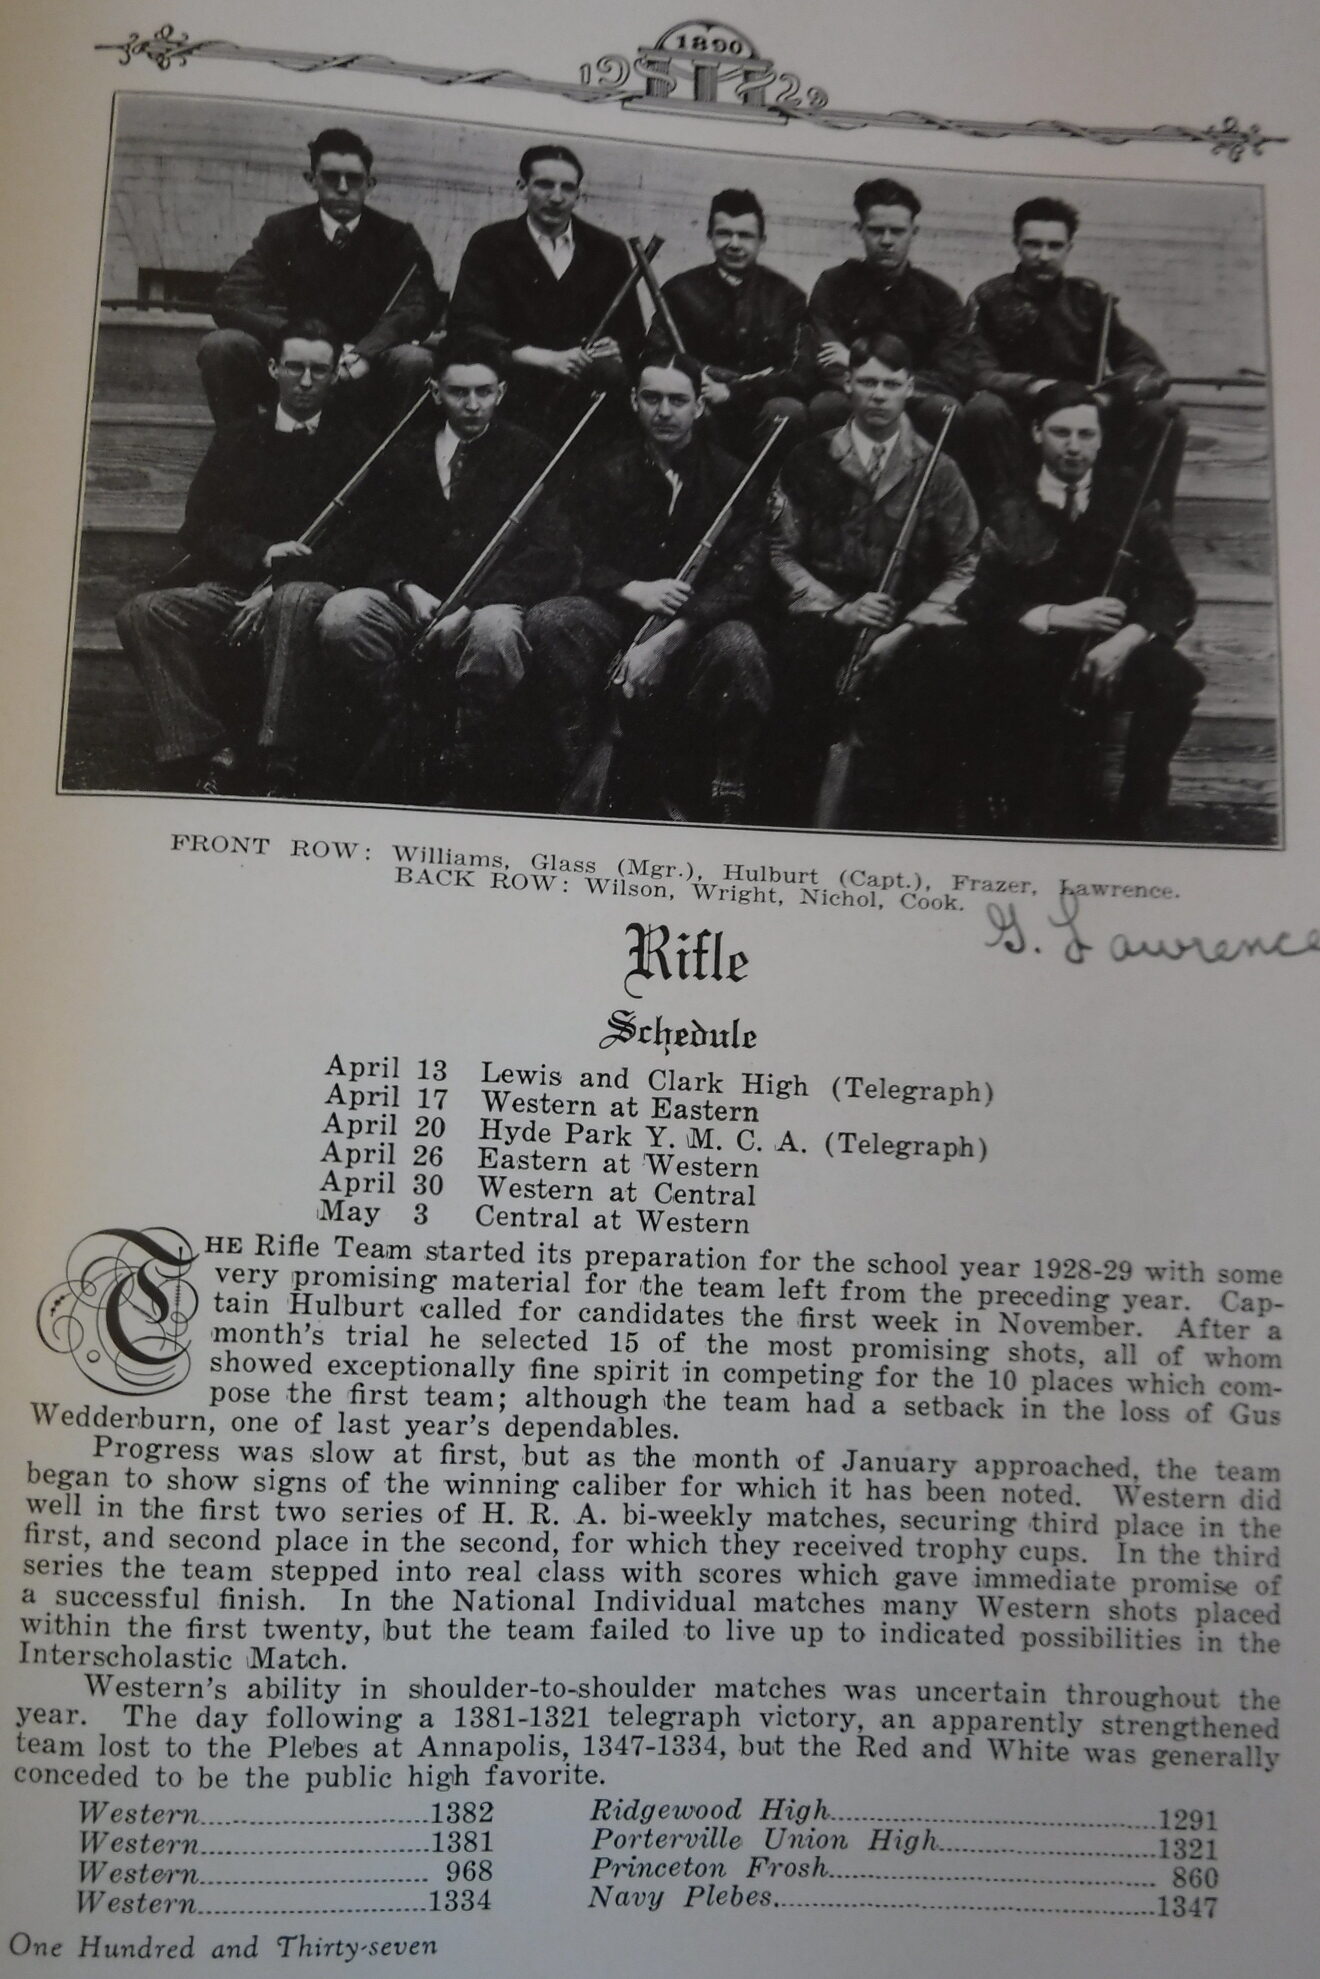 1890
19 29
FRONT ROW: Williams, Glass (Mgr.), Hulburt (Capt.), Frazer, Lawrence.
BACK ROW: Wilson, Wright, Nichol, Cook.
G. Lawrence
Rifle
Schedule
April 13 Lewis and Clark High (Telegraph)
April 17 Western at Eastern
April 20 Hyde Park Y. M. C. A. (Telegraph)
April 26 Eastern at Western
April 30 Western at Central
May 3 Central at Western
THE Rifle Team started its preparation for the school year 1928-29 with some
very promising material for the team left from the preceding year. Cap-
tain Hulburt called for candidates the first week in November. After a
month's trial he selected 15 of the most promising shots, all of whom
showed exceptionally fine spirit in competing for the 10 places which com-
pose the first team; although the team had a setback in the loss of Gus
Wedderburn, one of last year's dependables.
Progress was slow at first, but as the month of January approached, the team
began to show signs of the winning caliber for which it has been noted. Western did
well in the first two series of H. R. A. bi-weekly matches, securing third place in the
first, and second place in the second, for which they received trophy cups. In the third
series the team stepped into real class with scores which gave immediate promise of
a successful finish. In the National Individual matches many Western shots placed
within the first twenty, but the team failed to live up to indicated possibilities in the
Interscholastic Match.
Western's ability in shoulder-to-shoulder matches was uncertain throughout the
year. The day following a 1381-1321 telegraph victory, an apparently strengthened
team lost to the Plebes at Annapolis, 1347-1334, but the Red and White was generally
conceded to be the public high favorite.
Western 1382 Ridgewood High 1291
Western 1381 Porterville Union High 1321
Western 968 Princeton Frosh 860
Western 1334 Navy Plebes 1347
One Hundred and Thirty-seven